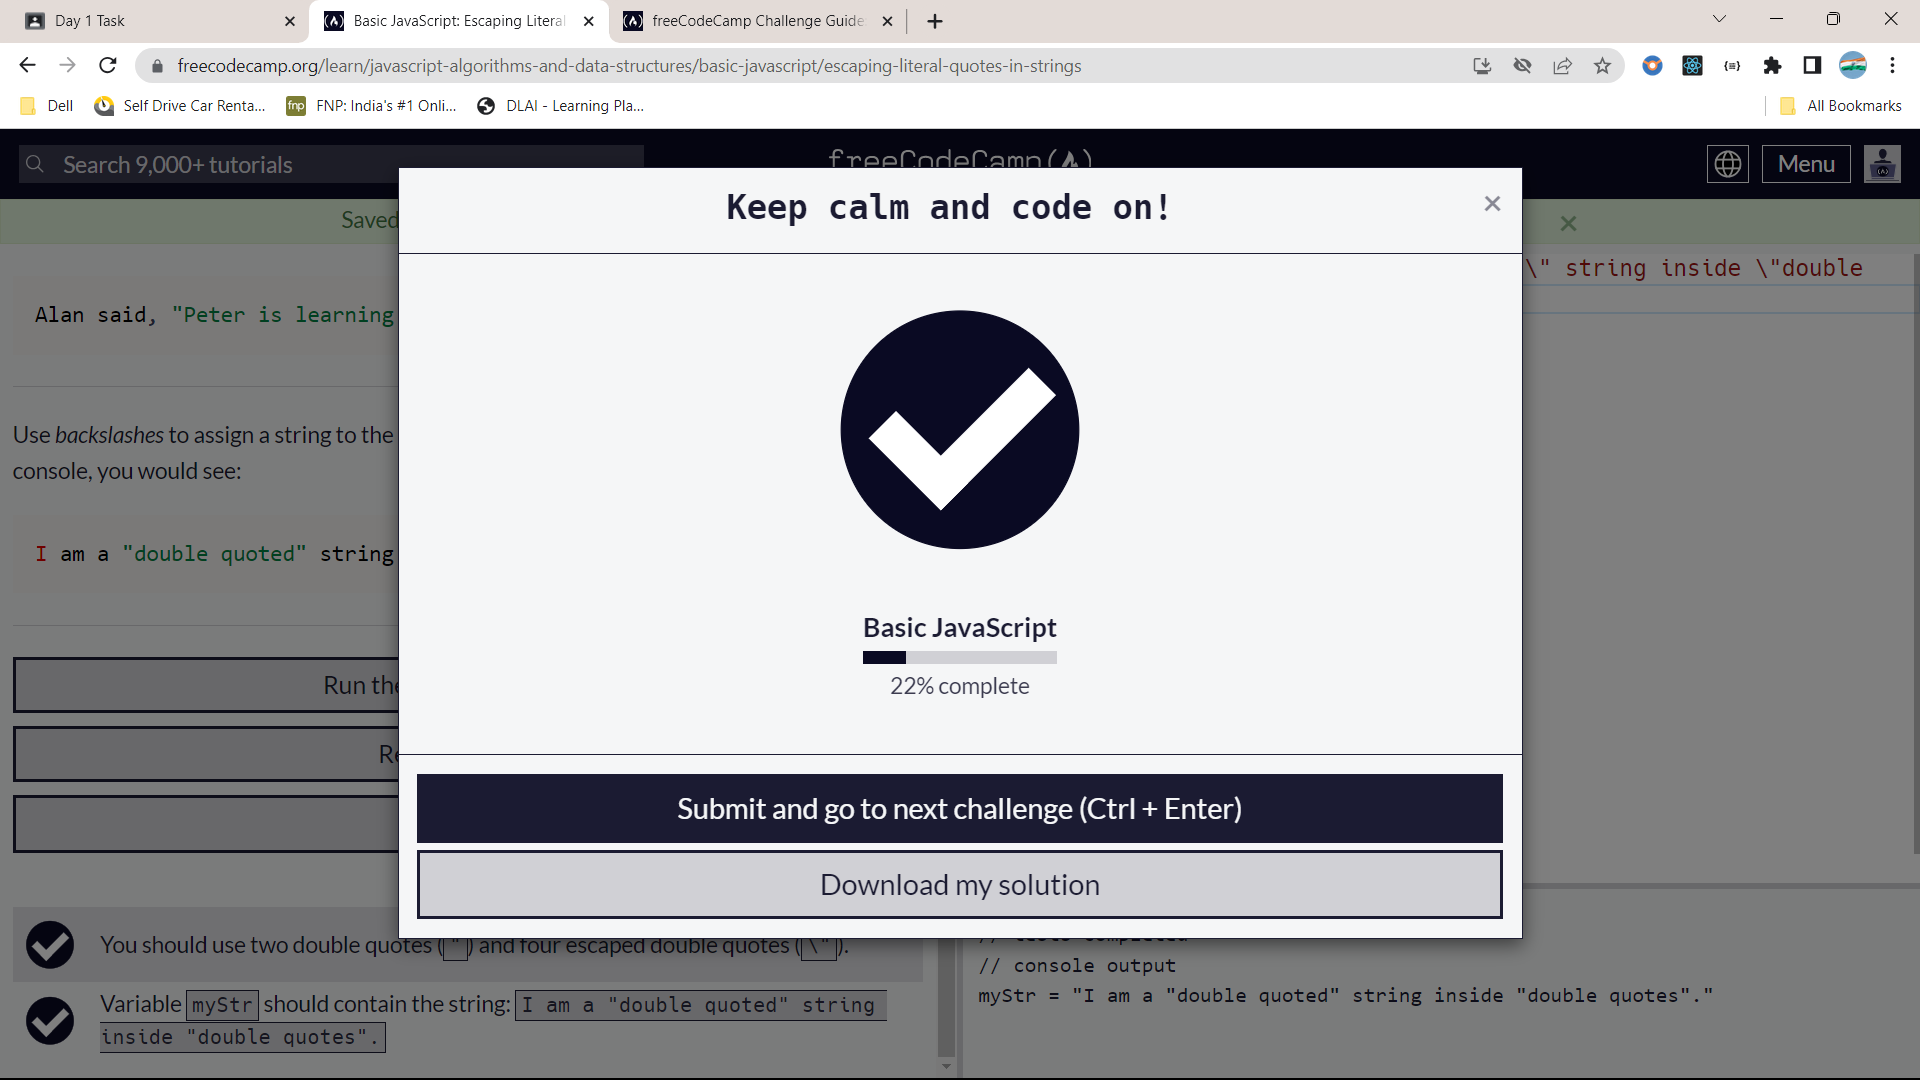 Day 1 Task
Basic JavaScript: Escaping Litera
freeCodeCamp Challenge Guide
freecodecamp.org/learn/javascript-algorithms-and-data-structures/basic-javascript/escaping-literal-quotes-in-strings
Dell
Self Drive Car Renta...
fnp
FNP: India's #1 Onli...
DLAI - Learning Pla...
All Bookmarks
Search 9,000+ tutorials
freeCodeCamp(
Menu
Saved
Keep calm and code on!
\" string inside \"double
Alan said, "Peter is learning
Use backslashes to assign a string to the
console, you would see:
I am a "double quoted" string
Basic JavaScript
22% complete
Run the
Re
Submit and go to next challenge (Ctrl + Enter)
Download my solution
You should use two double quotes (") and four escaped double quotes (\").
Variable myStr should contain the string: I am a "double quoted" string
inside "double quotes".
// tests completed
// console output
myStr = "I am a "double quoted" string inside "double quotes"."